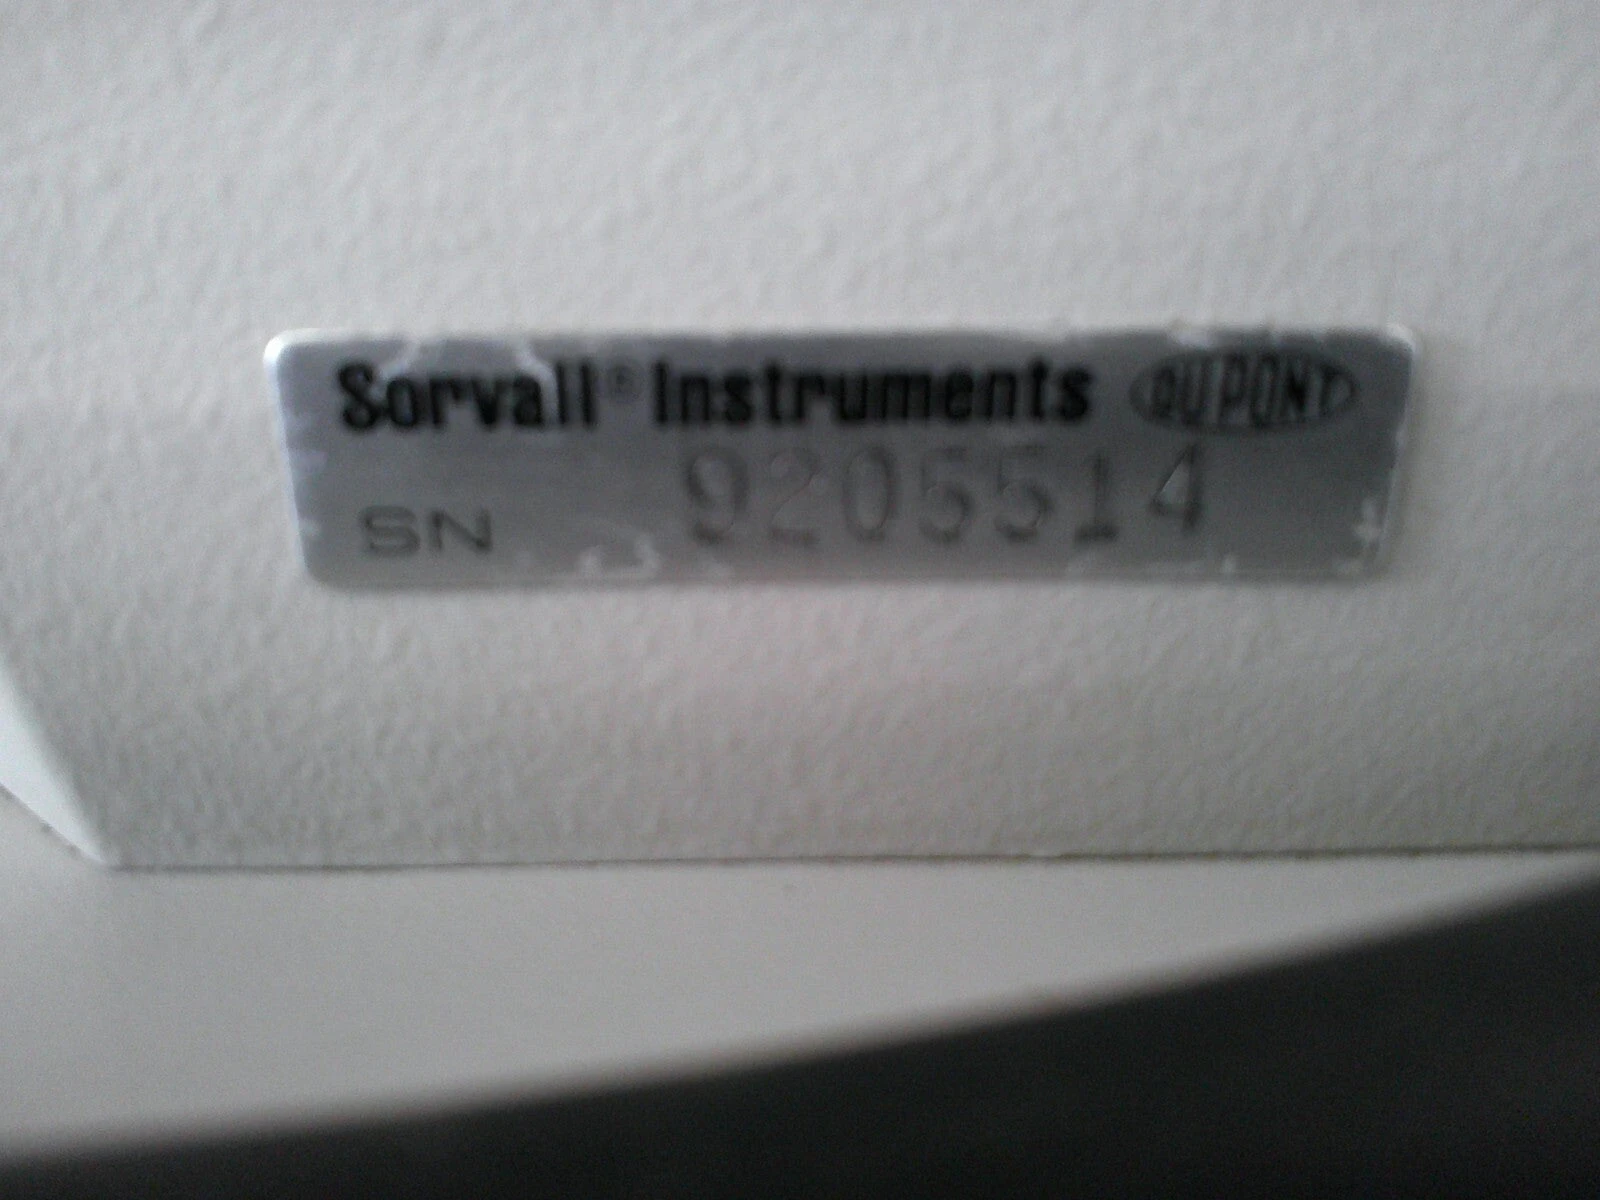 Sorvall® Instruments DUPONT
SN 9205514